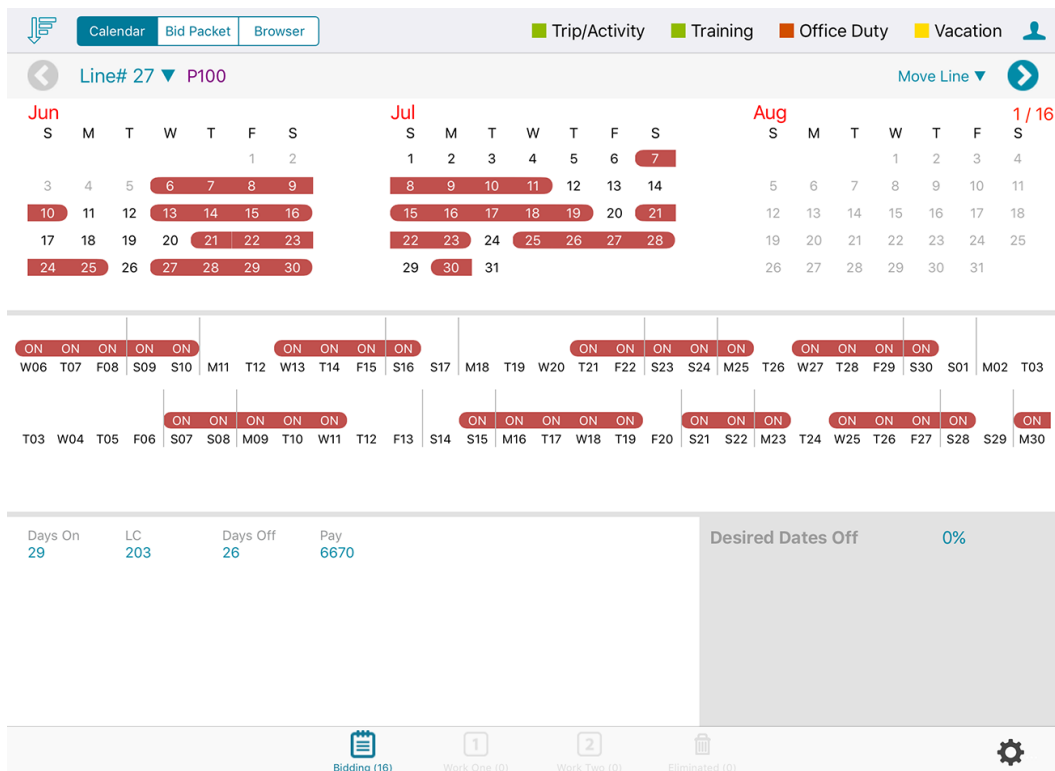 Calendar Bid Packet Browser Trip/Activity Training Office Duty Vacation
Line# 27 ▼ P100 Move Line ▼
Jun Jul Aug 1 / 16
S M T W T F S S M T W T F S S M T W T F S
1 2 1 2 3 4 5 6 7 1 2 3 4
3 4 5 6 7 8 9 8 9 10 11 12 13 14 5 6 7 8 9 10 11
10 11 12 13 14 15 16 15 16 17 18 19 20 21 12 13 14 15 16 17 18
17 18 19 20 21 22 23 22 23 24 25 26 27 28 19 20 21 22 23 24 25
24 25 26 27 28 29 30 29 30 31 26 27 28 29 30 31
ON ON ON ON ON ON ON ON ON ON ON ON ON ON ON ON ON ON
W06 T07 F08 S09 S10 M11 T12 W13 T14 F15 S16 S17 M18 T19 W20 T21 F22 S23 S24 M25 T26 W27 T28 F29 S30 S01 M02 T03
ON ON ON ON ON ON ON ON ON ON ON ON ON ON ON ON ON ON
T03 W04 T05 F06 S07 S08 M09 T10 W11 T12 F13 S14 S15 M16 T17 W18 T19 F20 S21 S22 M23 T24 W25 T26 F27 S28 S29 M30
Days On LC Days Off Pay Desired Dates Off 0%
29 203 26 6670
1 2
Bidding (16) Work One (0) Work Two (0) Eliminated (0)